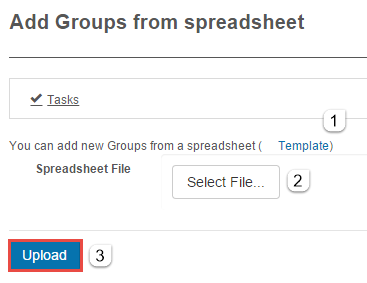 Add Groups from spreadsheet
Tasks
1
You can add new Groups from a spreadsheet ( Template)
Spreadsheet File
Select File... 2
Upload 3